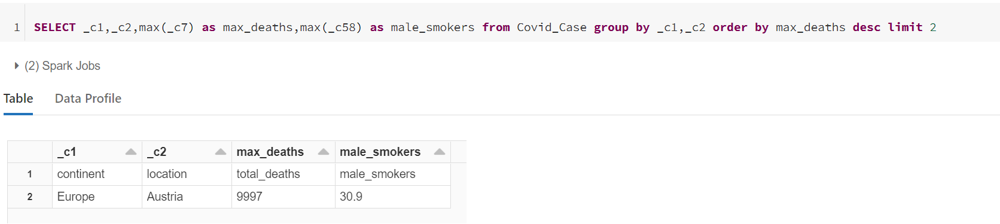 1 SELECT _c1,_c2,max(_c7) as max_deaths,max(_c58) as male_smokers from Covid_Case group by _c1,_c2 order by max_deaths desc limit 2
(2) Spark Jobs
Table Data Profile
_c1 _c2 max_deaths male_smokers
1 continent location total_deaths male_smokers
2 Europe Austria 9997 30.9